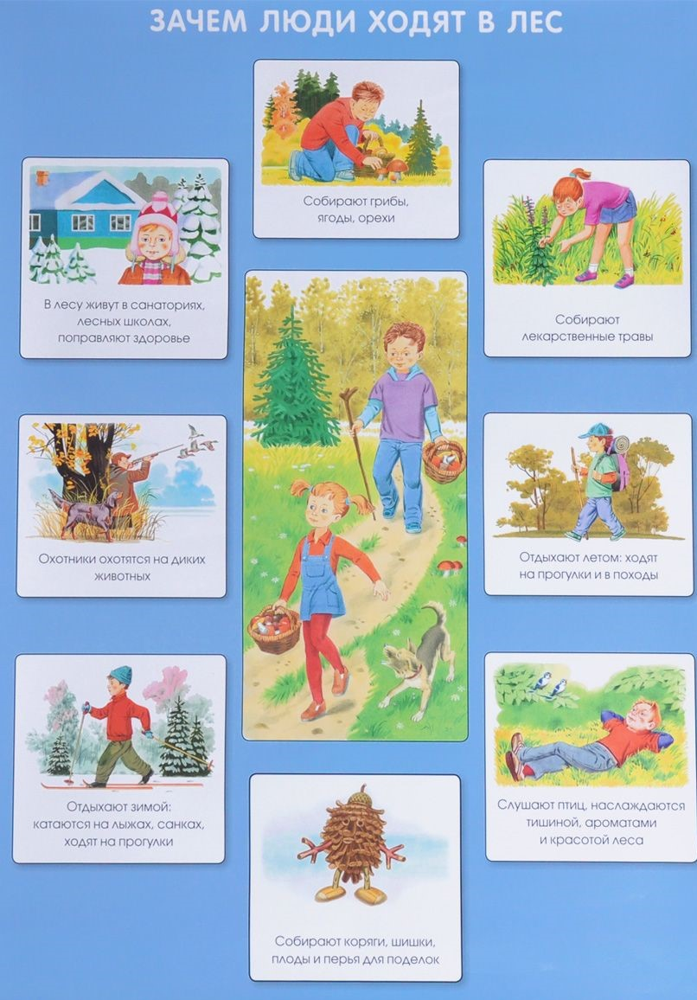 ЗАЧЕМ ЛЮДИ ХОДЯТ В ЛЕС
Собирают грибы,
ягоды, орехи
В лесу живут в санаториях,
лесных школах,
поправляют здоровье
Собирают
лекарственные травы
Охотники охотятся на диких
животных
Отдыхают летом: ходят
на прогулки и в походы
Отдыхают зимой:
катаются на лыжах, санках,
ходят на прогулки
Слушают птиц, наслаждаются
тишиной, ароматами
и красотой леса
Собирают коряги, шишки,
плоды и перья для поделок